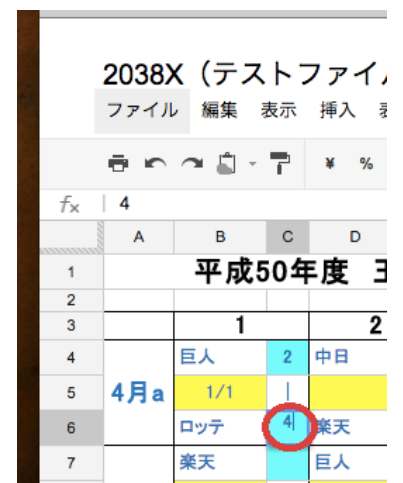 2038X（テストファイ
ファイル 編集 表示 挿入
¥ %
fx 4
A B C D
1 平成50年度
2
3 1 2
4 巨人 2 中日
5 4月a 1/1 |
6 ロッテ 4 楽天
7 楽天 巨人